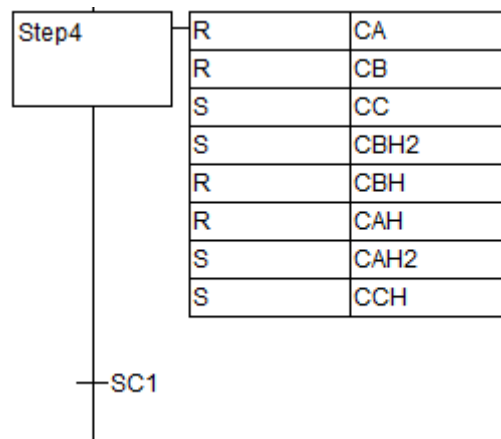 Step4
R CA
R CB
S CC
S CBH2
R CBH
R CAH
S CAH2
S CCH
SC1